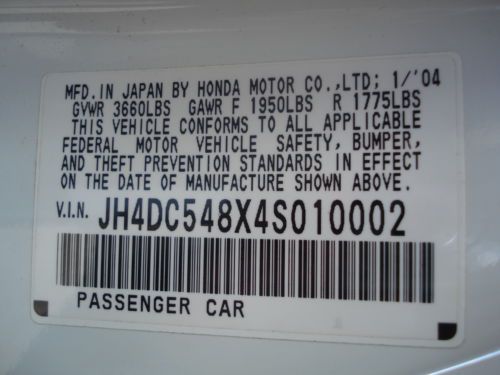 MFD. IN JAPAN BY HONDA MOTOR CO.,LTD; 1/'04
GVWR 3660LBS GAWR F 1950LBS R 1775LBS
THIS VEHICLE CONFORMS TO ALL APPLICABLE
FEDERAL MOTOR VEHICLE SAFETY, BUMPER,
AND THEFT PREVENTION STANDARDS IN EFFECT
ON THE DATE OF MANUFACTURE SHOWN ABOVE.
V.I.N. JH4DC548X4S010002
PASSENGER CAR